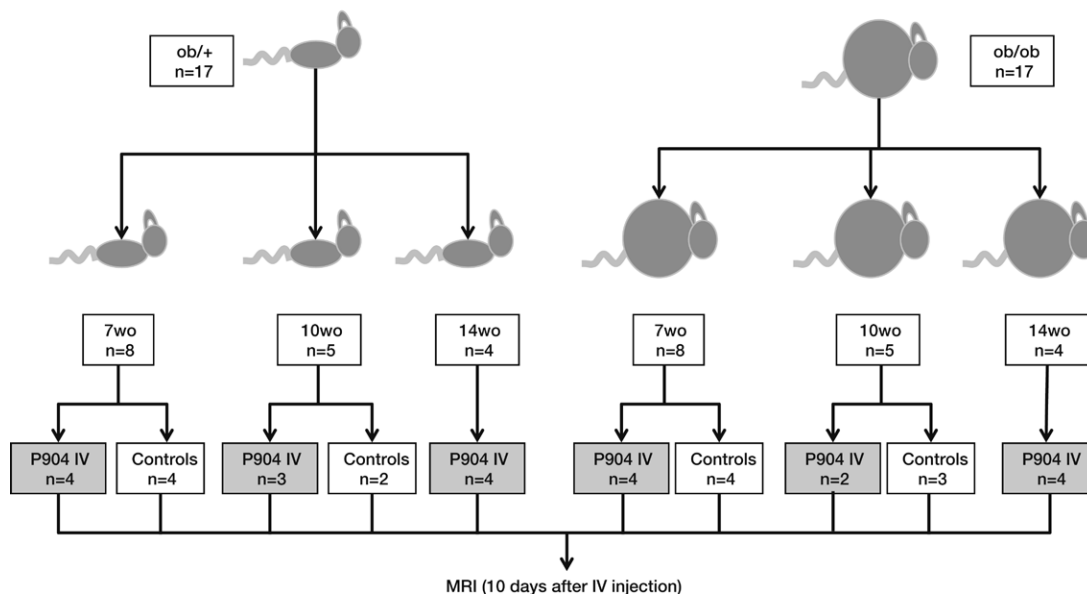 ob/+
n=17
ob/ob
n=17
7wo
n=8
10wo
n=5
14wo
n=4
7wo
n=8
10wo
n=5
14wo
n=4
P904 IV
n=4
Controls
n=4
P904 IV
n=3
Controls
n=2
P904 IV
n=4
P904 IV
n=4
Controls
n=4
P904 IV
n=2
Controls
n=3
P904 IV
n=4
MRI (10 days after IV injection)